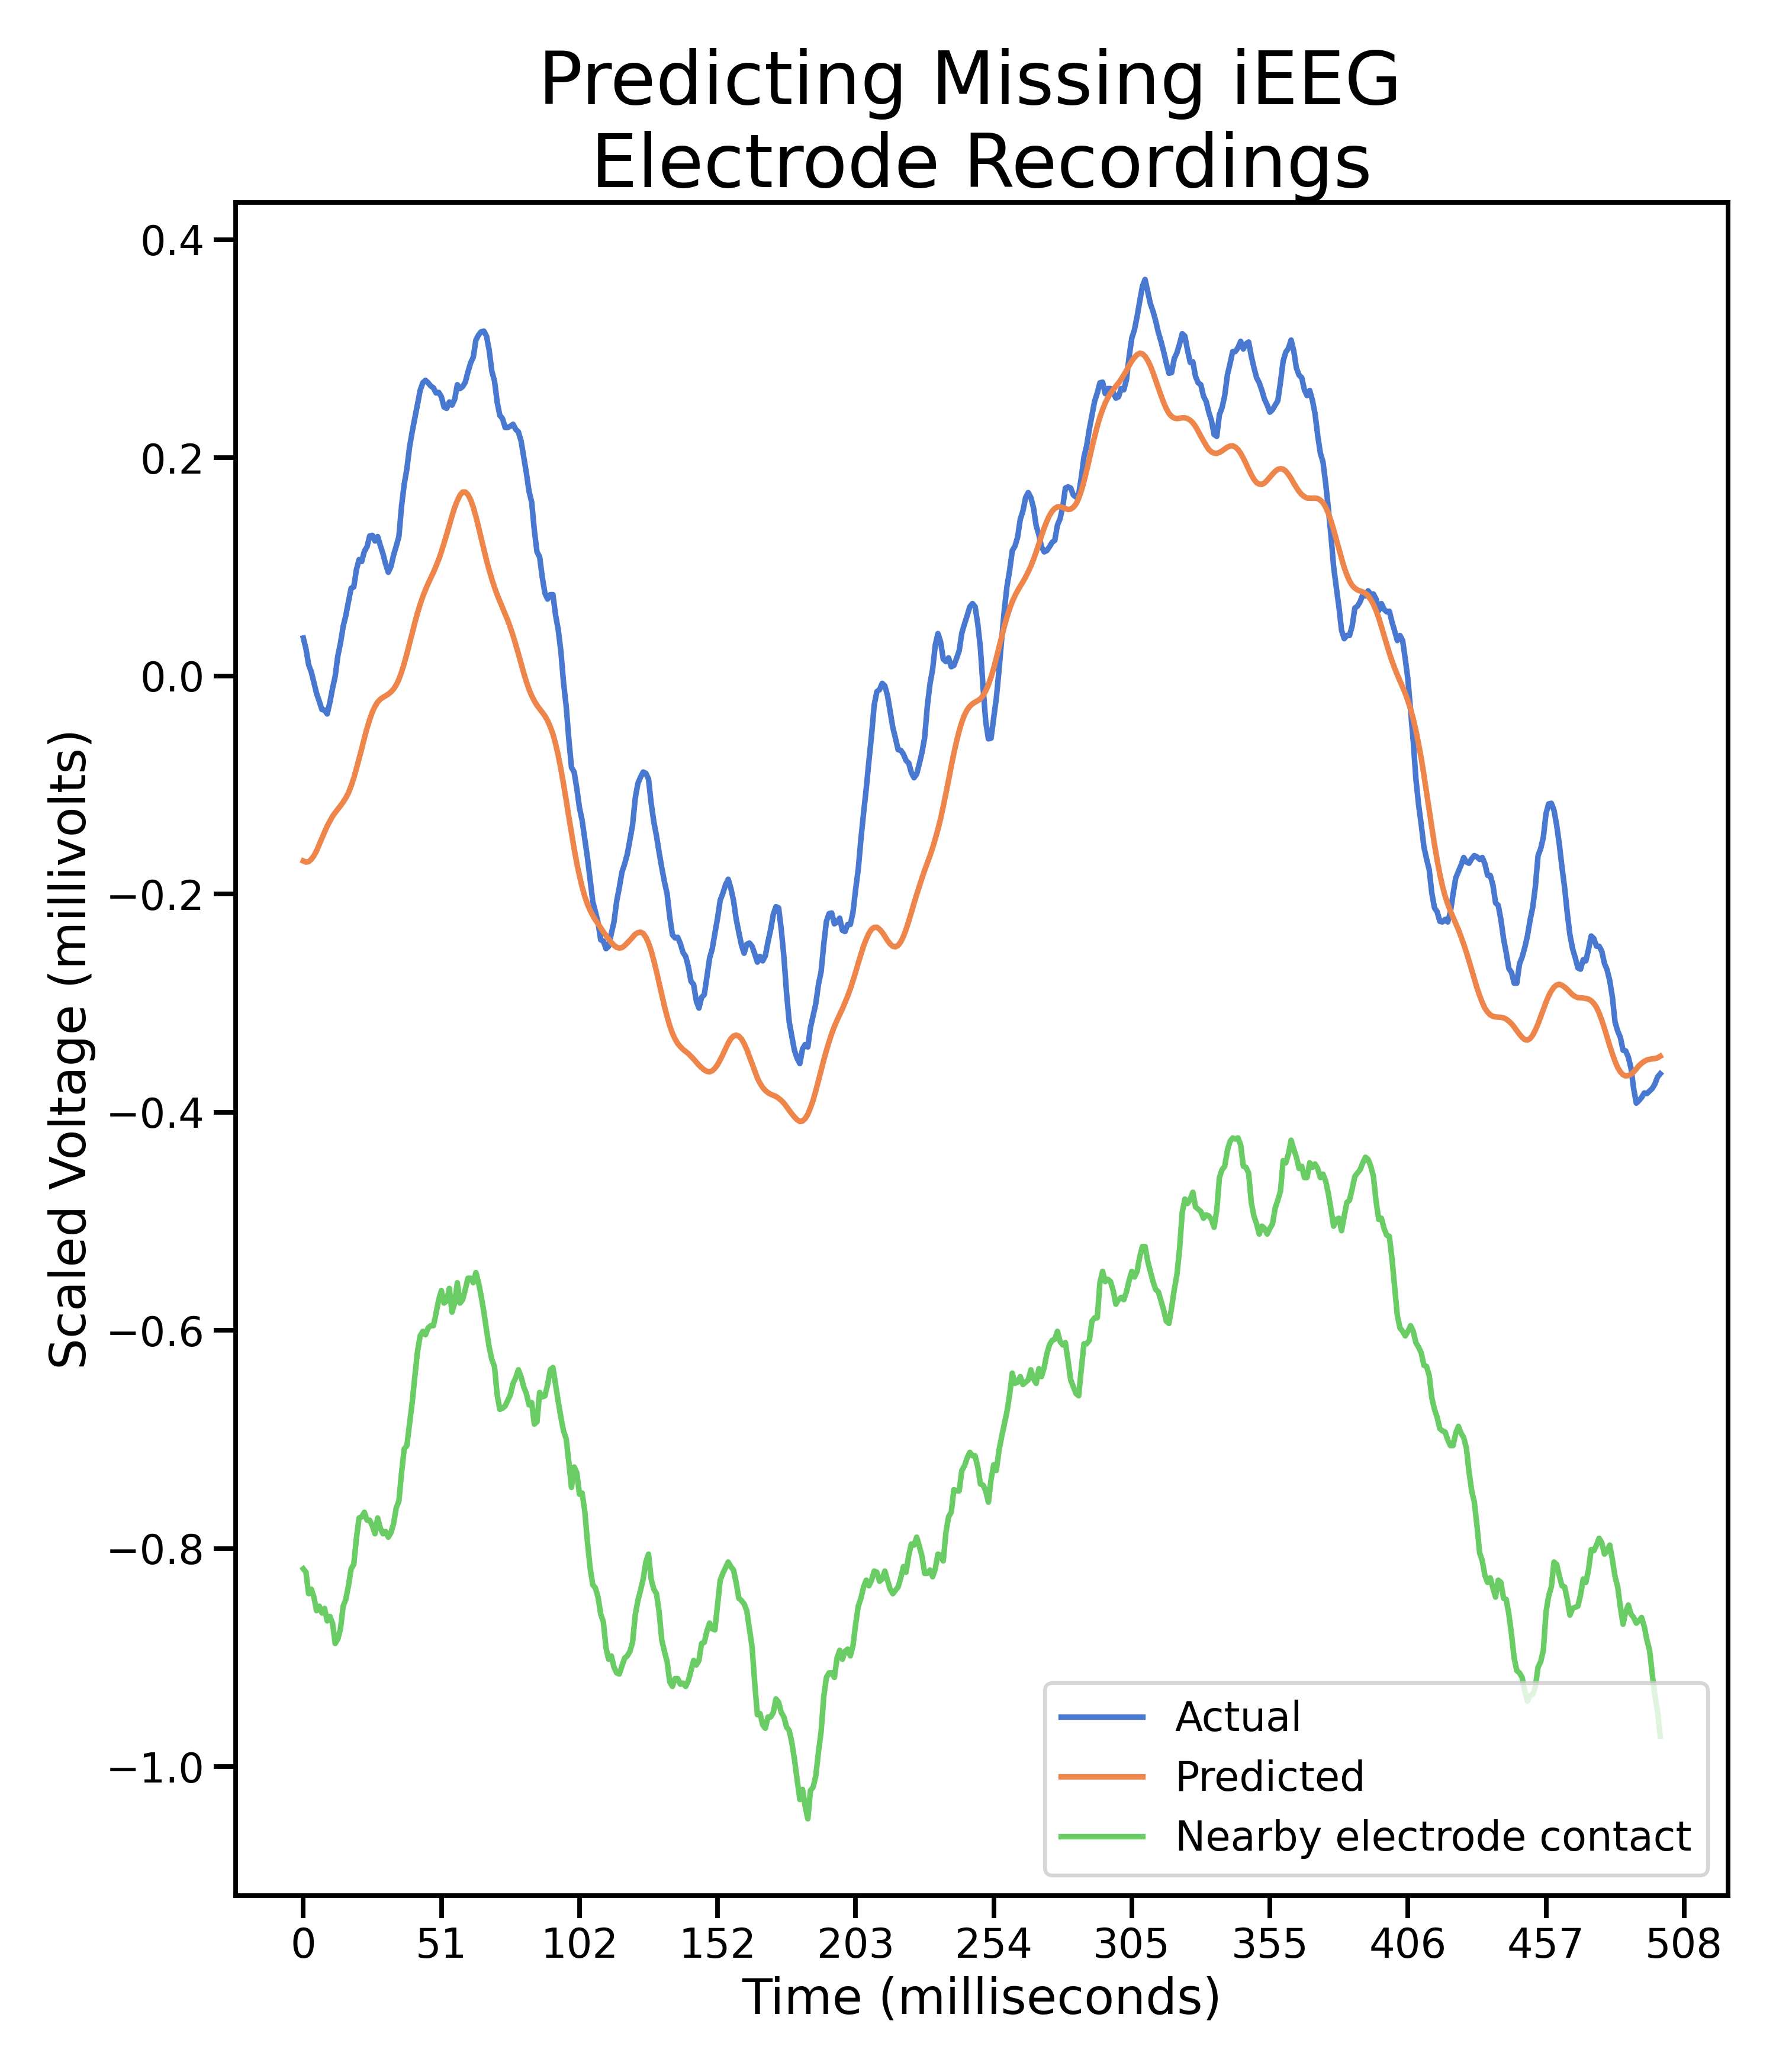 Predicting Missing iEEG
Electrode Recordings
0.4
0.2
0.0
−0.2
−0.4
−0.6
−0.8
−1.0
Scaled Voltage (millivolts)
Actual
Predicted
Nearby electrode contact
0 51 102 152 203 254 305 355 406 457 508
Time (milliseconds)